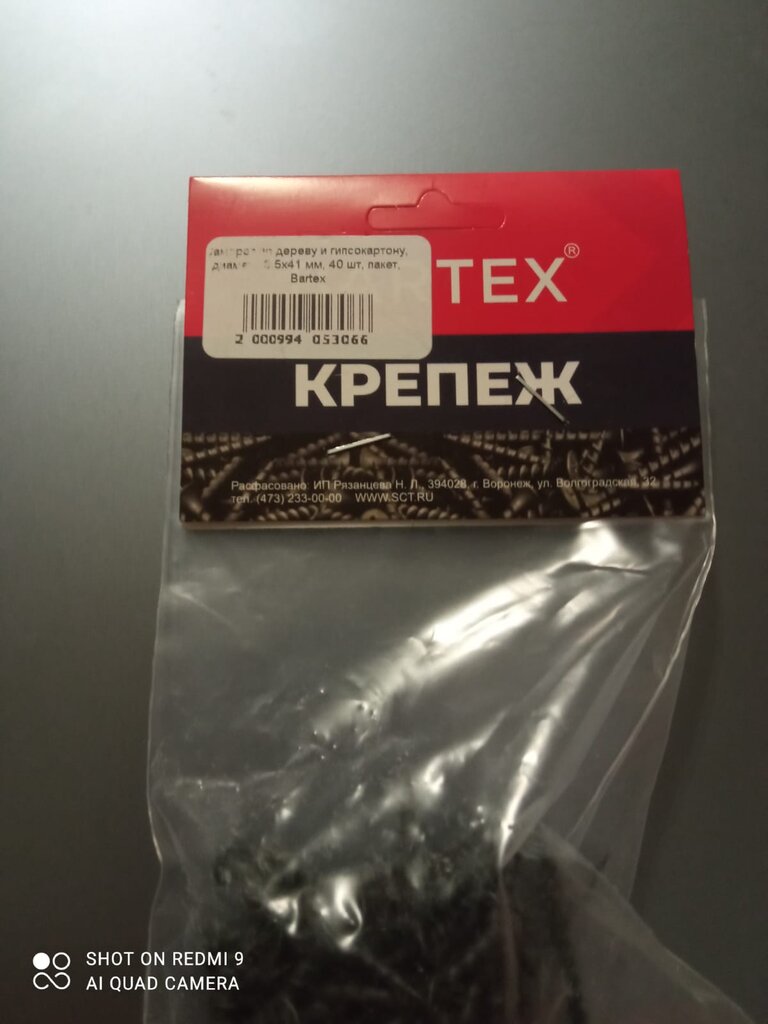 дереву и гипсокартону,
5х41 мм, 40 шт, пакет,
Bartex
TEX®
2 000994 053066
КРЕПЕЖ
Расфасовано: ИП Рязанцева Н. Л., 394028, г. Воронеж, ул. Волгоградская, 32
тел. (473) 233-00-00 WWW.SCT.RU
SHOT ON REDMI 9
AI QUAD CAMERA